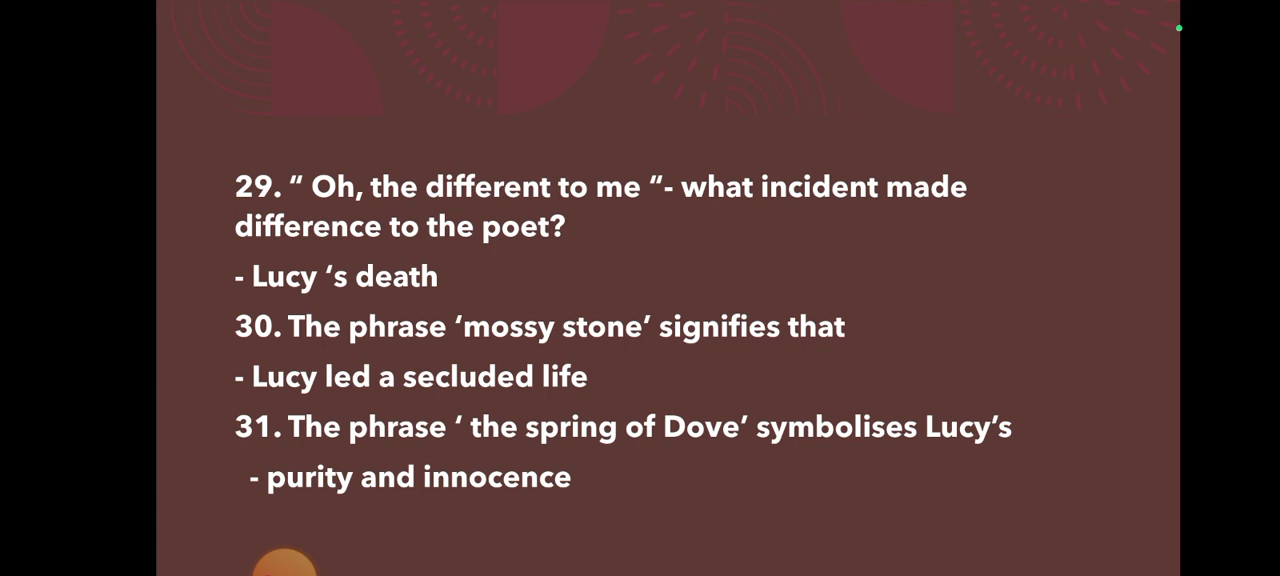 29. “ Oh, the different to me “- what incident made
difference to the poet?
- Lucy ‘s death
30. The phrase ‘mossy stone’ signifies that
- Lucy led a secluded life
31. The phrase ‘ the spring of Dove’ symbolises Lucy’s
- purity and innocence